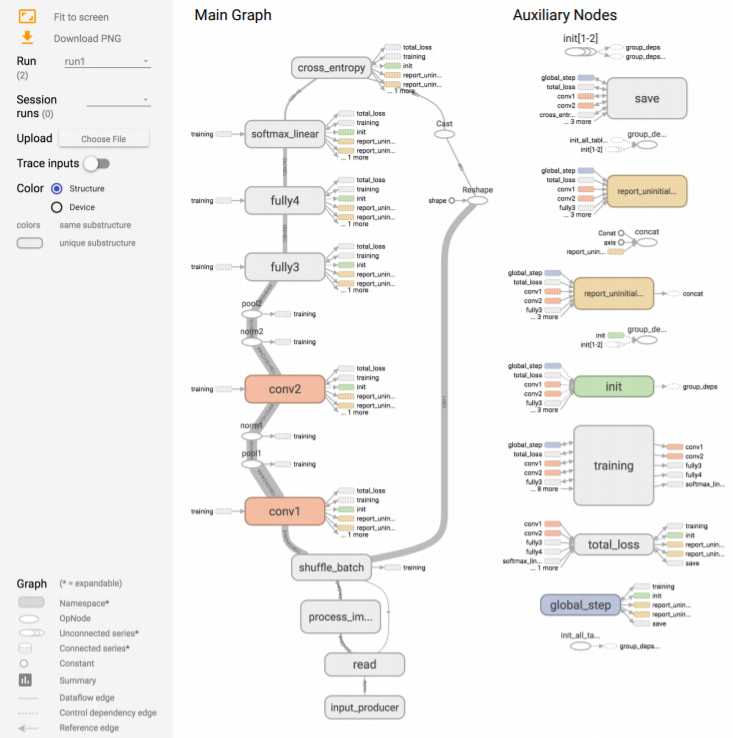 Main Graph
Auxiliary Nodes
Fit to screen
Download PNG
Run
(2)
run1
Session
runs (0)
Upload
Choose File
Trace inputs
Color
Structure
Device
colors
same substructure
unique substructure
Graph
(* = expandable)
Namespace*
OpNode
Unconnected series*
Connected series*
Constant
Summary
Dataflow edge
Control dependency edge
Reference edge
cross_entropy
total_loss
training
init
report_unin...
report_unin...
... 1 more
Cast
training
softmax_linear
total_loss
training
init
report_unin...
report_unin...
... 1 more
training
fully4
total_loss
training
init
report_unin...
report_unin...
... 1 more
shape
Reshape
training
fully3
total_loss
training
init
report_unin...
report_unin...
... 1 more
pool2
training
norm2
training
training
conv2
total_loss
training
init
report_unin...
report_unin...
... 1 more
norm1
training
pool1
training
training
conv1
total_loss
training
init
report_unin...
report_unin...
... 1 more
shuffle_batch
training
process_im...
read
input_producer
init[1-2]
group_deps
group_deps...
global_step
total_loss
conv1
conv2
cross_entr...
... 3 more
save
init_all_tabl...
init[1-2]
group_de...
global_step
total_loss
conv1
conv2
fully3
... 3 more
report_uninitial...
Const
axis
report_unin...
concat
global_step
total_loss
conv1
conv2
fully3
... 3 more
report_uninitial...
concat
init
init[1-2]
group_de...
global_step
total_loss
conv1
conv2
fully3
... 3 more
init
group_deps
global_step
total_loss
conv1
conv2
fully3
... 8 more
training
conv1
conv2
fully3
fully4
softmax_lin...
conv1
conv2
fully3
fully4
softmax_lin...
... 1 more
total_loss
training
init
report_unin...
report_unin...
save
global_step
training
init
report_unin...
report_unin...
save
init_all_ta...
group_deps...